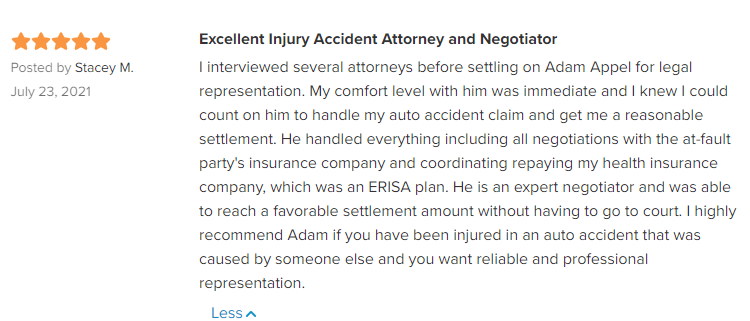 Excellent Injury Accident Attorney and Negotiator
Posted by Stacey M.
July 23, 2021
I interviewed several attorneys before settling on Adam Appel for legal
representation. My comfort level with him was immediate and I knew I could
count on him to handle my auto accident claim and get me a reasonable
settlement. He handled everything including all negotiations with the at-fault
party's insurance company and coordinating repaying my health insurance
company, which was an ERISA plan. He is an expert negotiator and was able
to reach a favorable settlement amount without having to go to court. I highly
recommend Adam if you have been injured in an auto accident that was
caused by someone else and you want reliable and professional
representation.
Less